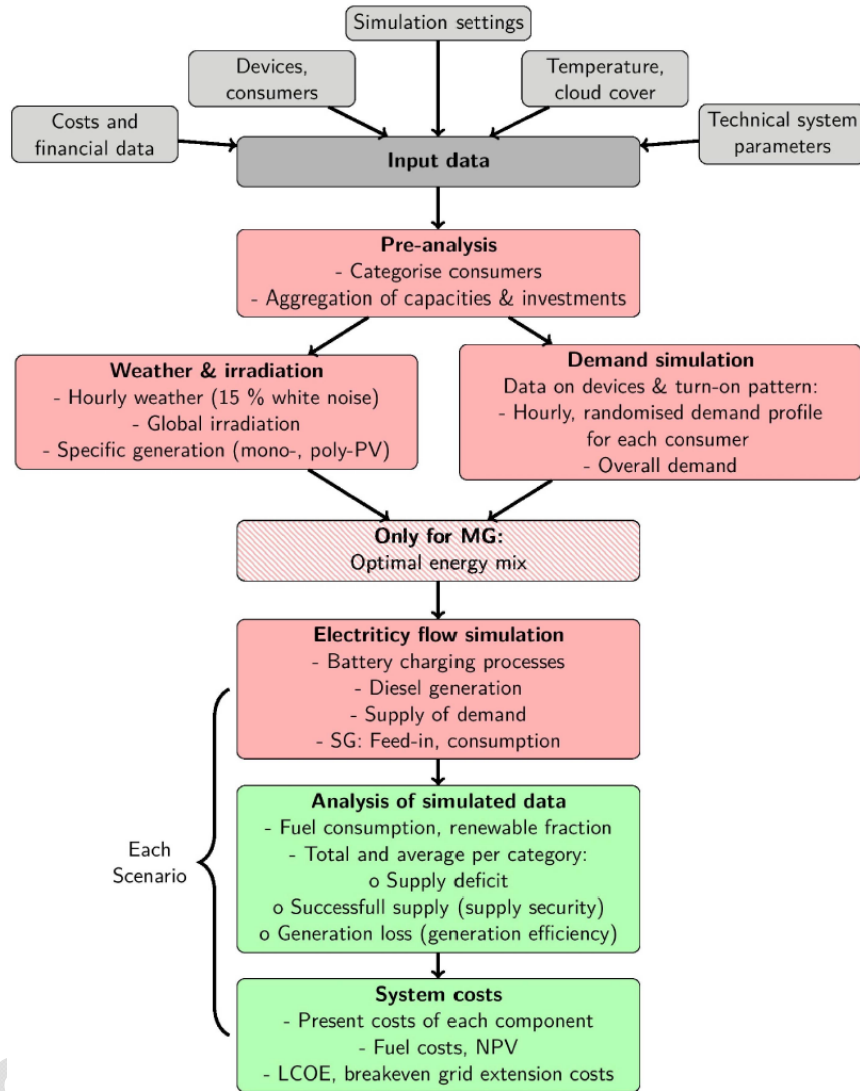 Simulation settings
Devices,
consumers
Temperature,
cloud cover
Costs and
financial data
Technical system
parameters
Input data
Pre-analysis
- Categorise consumers
- Aggregation of capacities & investments
Weather & irradiation
- Hourly weather (15 % white noise)
- Global irradiation
- Specific generation (mono-, poly-PV)
Demand simulation
Data on devices & turn-on pattern:
- Hourly, randomised demand profile
for each consumer
- Overall demand
Only for MG:
Optimal energy mix
Electriticy flow simulation
- Battery charging processes
- Diesel generation
- Supply of demand
- SG: Feed-in, consumption
Each
Scenario
Analysis of simulated data
- Fuel consumption, renewable fraction
- Total and average per category:
o Supply deficit
o Successfull supply (supply security)
o Generation loss (generation efficiency)
System costs
- Present costs of each component
- Fuel costs, NPV
- LCOE, breakeven grid extension costs